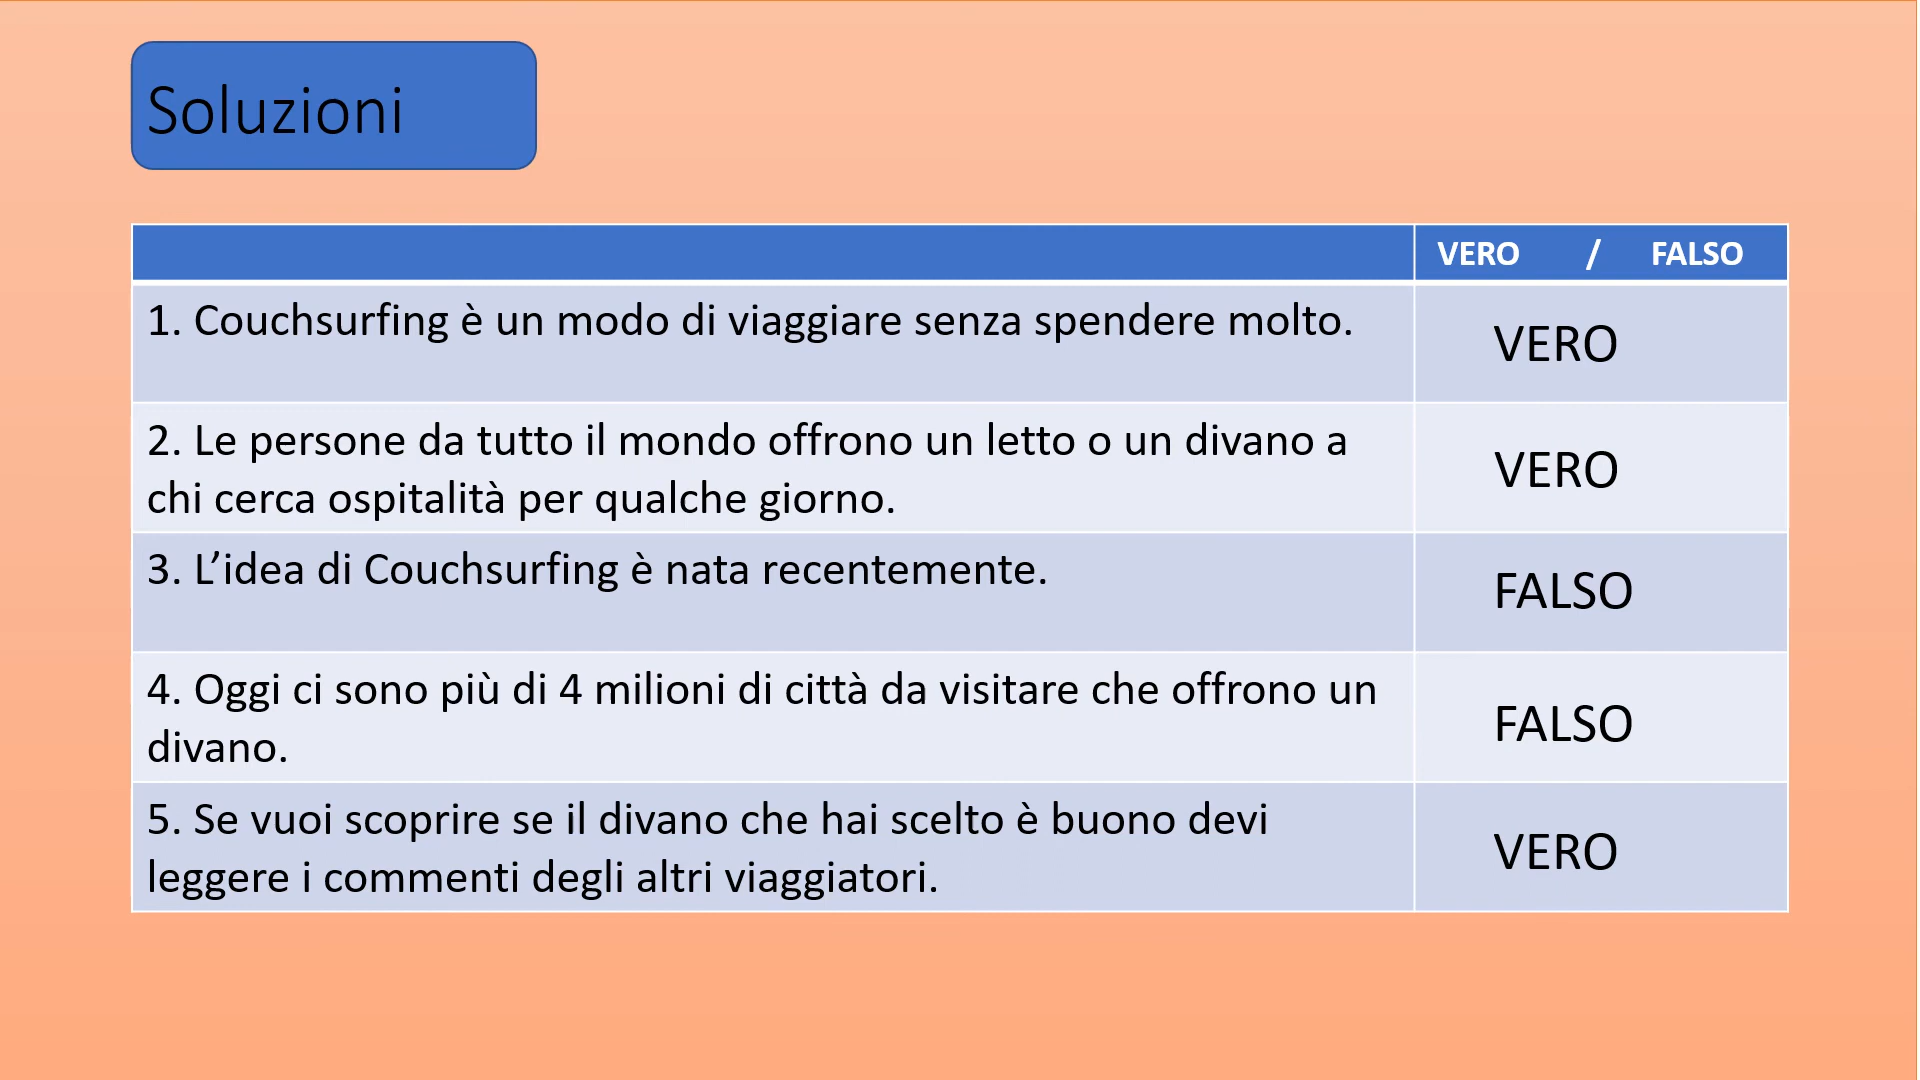 Soluzioni
VERO / FALSO
1. Couchsurfing è un modo di viaggiare senza spendere molto.
VERO
2. Le persone da tutto il mondo offrono un letto o un divano a
chi cerca ospitalità per qualche giorno.
VERO
3. L’idea di Couchsurfing è nata recentemente.
FALSO
4. Oggi ci sono più di 4 milioni di città da visitare che offrono un
divano.
FALSO
5. Se vuoi scoprire se il divano che hai scelto è buono devi
leggere i commenti degli altri viaggiatori.
VERO